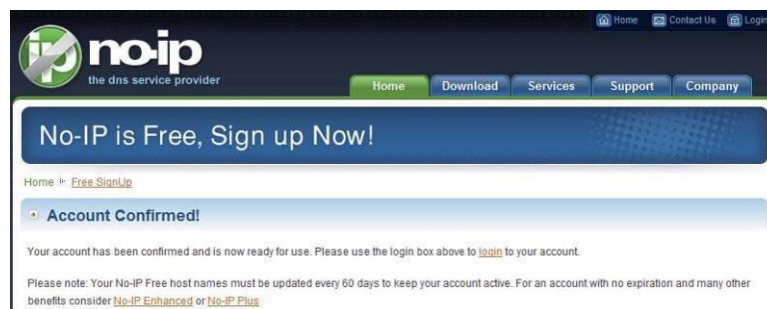 Home Contact Us Login
no-ip
the dns service provider
Home Download Services Support Company
No-IP is Free, Sign up Now!
Home Free SignUp
Account Confirmed!
Your account has been confirmed and is now ready for use. Please use the login box above to login to your account.
Please note: Your No-IP Free host names must be updated every 60 days to keep your account active. For an account with no expiration and many other
benefits consider No-IP Enhanced or No-IP Plus